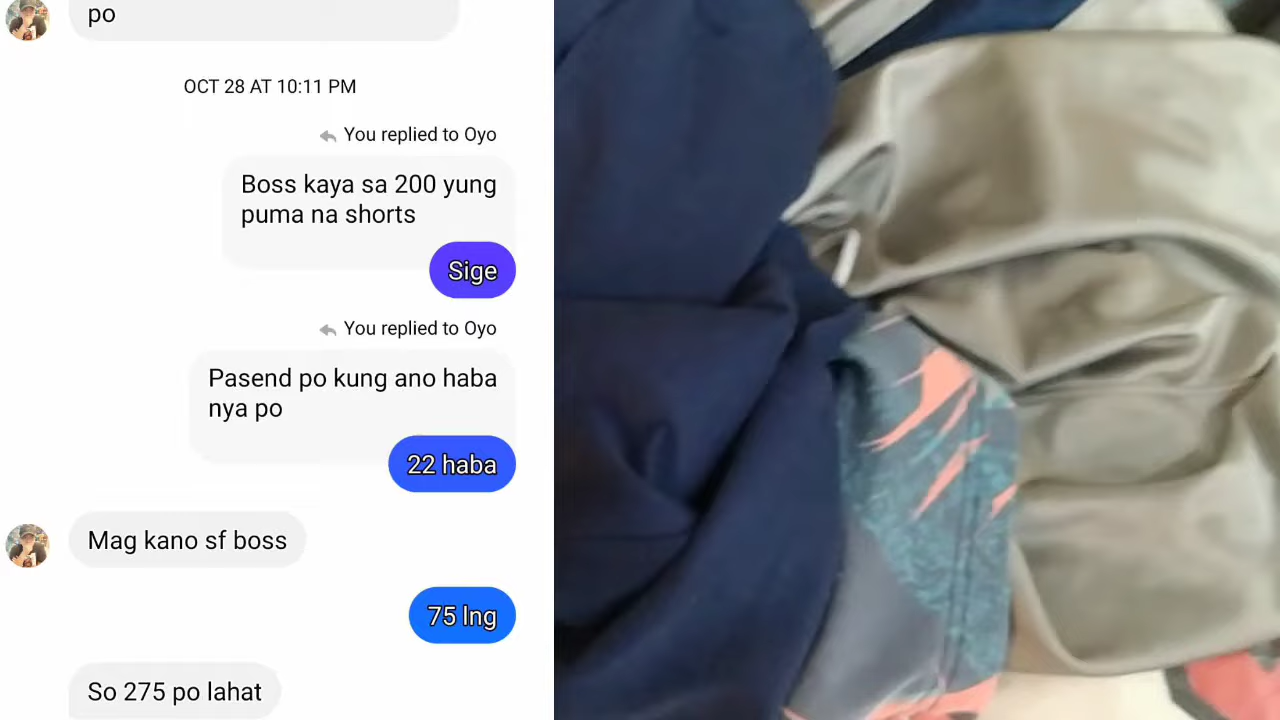 po
OCT 28 AT 10:11 PM
You replied to Oyo
Boss kaya sa 200 yung
puma na shorts
Sige
You replied to Oyo
Pasend po kung ano haba
nya po
22 haba
Mag kano sf boss
75 lng
So 275 po lahat